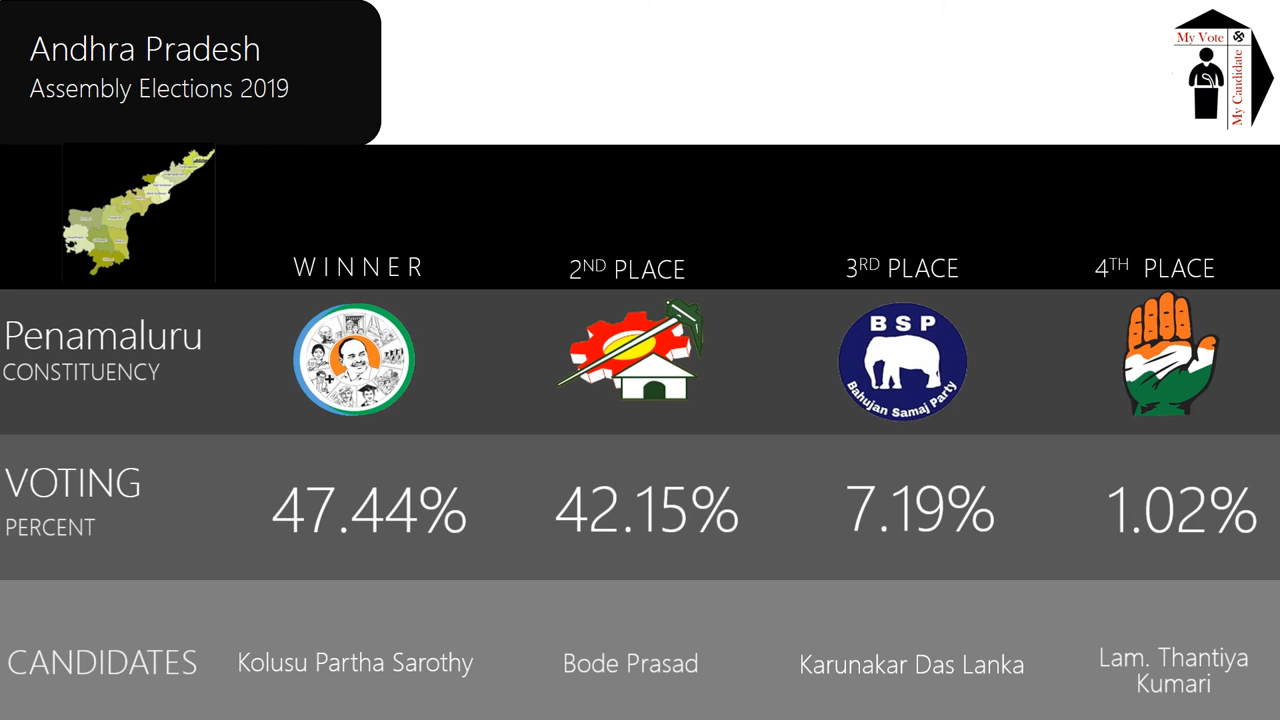 Andhra Pradesh
Assembly Elections 2019
My Vote
My Candidate
WINNER
2ND PLACE
3RD PLACE
4TH PLACE
Penamaluru
CONSTITUENCY
BSP
Bahujan Samaj Party
VOTING
PERCENT
47.44%
42.15%
7.19%
1.02%
CANDIDATES
Kolusu Partha Sarothy
Bode Prasad
Karunakar Das Lanka
Lam. Thantiya
Kumari